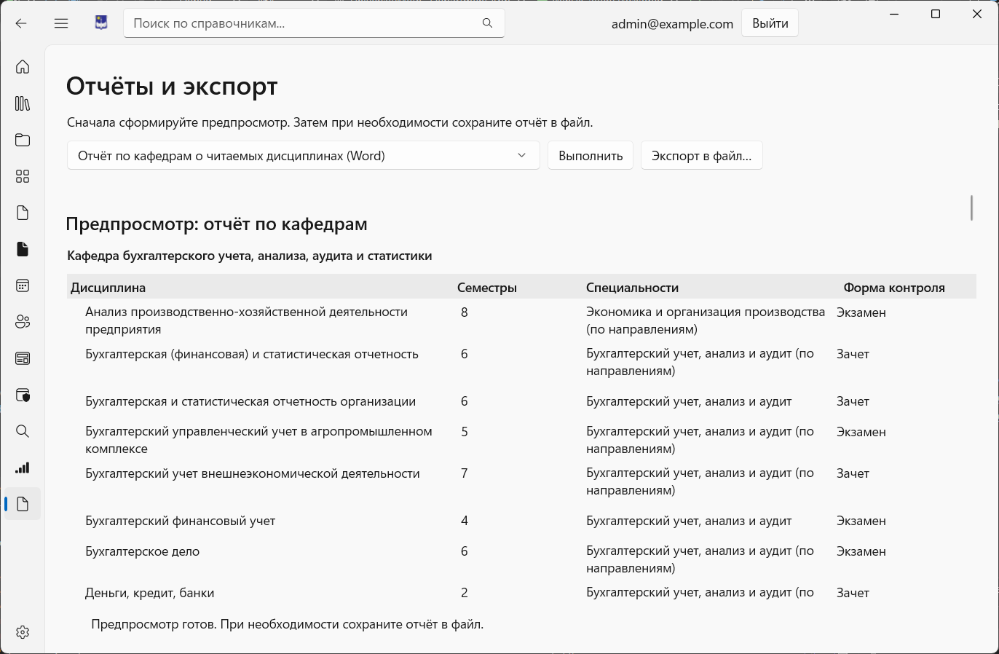 Поиск по справочникам...
admin@example.com
Выйти
Отчёты и экспорт
Сначала сформируйте предпросмотр. Затем при необходимости сохраните отчёт в файл.
Отчёт по кафедрам о читаемых дисциплинах (Word)
Выполнить
Экспорт в файл...
Предпросмотр: отчёт по кафедрам
Кафедра бухгалтерского учета, анализа, аудита и статистики
Дисциплина Семестры Специальности Форма контроля
Анализ производственно-хозяйственной деятельности предприятия 8 Экономика и организация производства (по направлениям) Экзамен
Бухгалтерская (финансовая) и статистическая отчетность 6 Бухгалтерский учет, анализ и аудит (по направлениям) Зачет
Бухгалтерская и статистическая отчетность организации 6 Бухгалтерский учет, анализ и аудит Зачет
Бухгалтерский управленческий учет в агропромышленном комплексе 5 Бухгалтерский учет, анализ и аудит (по направлениям) Экзамен
Бухгалтерский учет внешнеэкономической деятельности 7 Бухгалтерский учет, анализ и аудит (по направлениям) Зачет
Бухгалтерский финансовый учет 4 Бухгалтерский учет, анализ и аудит Экзамен
Бухгалтерское дело 6 Бухгалтерский учет, анализ и аудит (по направлениям) Экзамен
Деньги, кредит, банки 2 Бухгалтерский учет, анализ и аудит (по Зачет
Предпросмотр готов. При необходимости сохраните отчёт в файл.